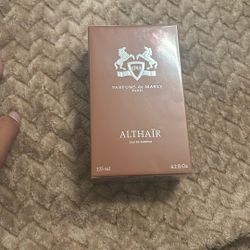 PARFUMS de MARLY
PARIS
ALTHAÏR
EAU DE PARFUM
125 ml 4.2 fl.Oz